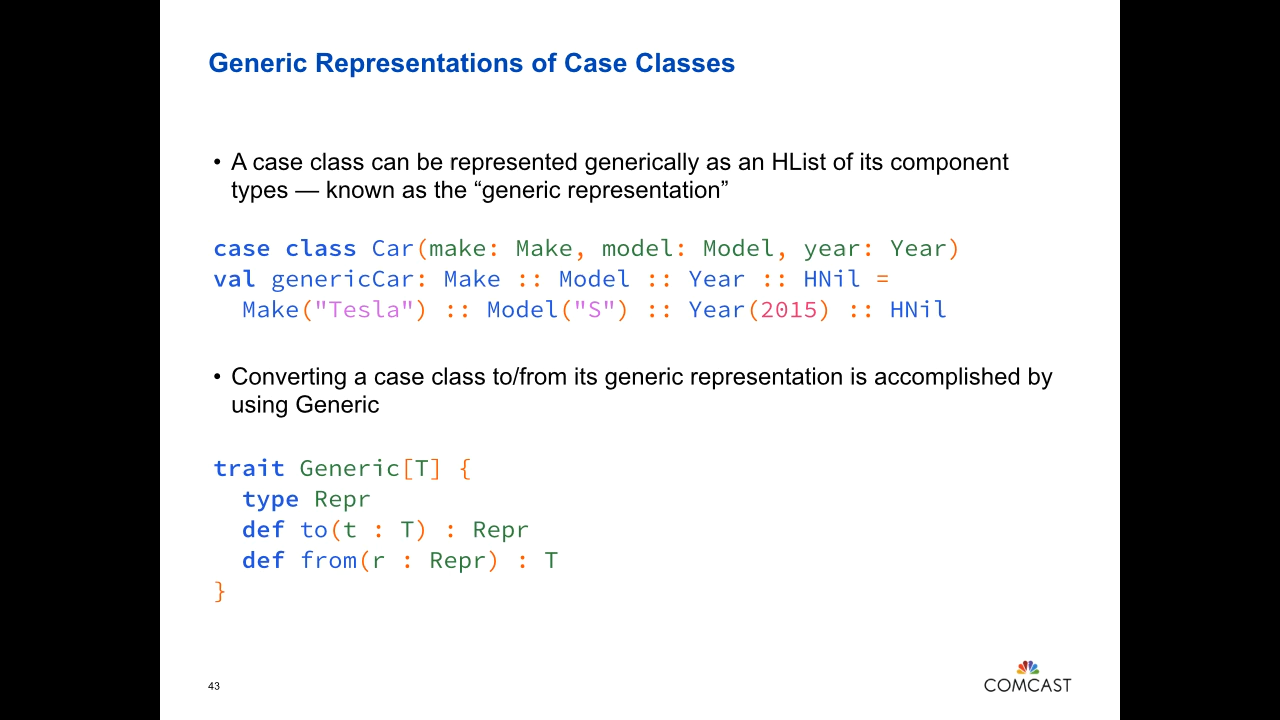 Generic Representations of Case Classes
• A case class can be represented generically as an HList of its component
types — known as the “generic representation”
case class Car(make: Make, model: Model, year: Year)
val genericCar: Make :: Model :: Year :: HNil =
  Make("Tesla") :: Model("S") :: Year(2015) :: HNil
• Converting a case class to/from its generic representation is accomplished by
using Generic
trait Generic[T] {
  type Repr
  def to(t : T) : Repr
  def from(r : Repr) : T
}
43
COMCAST